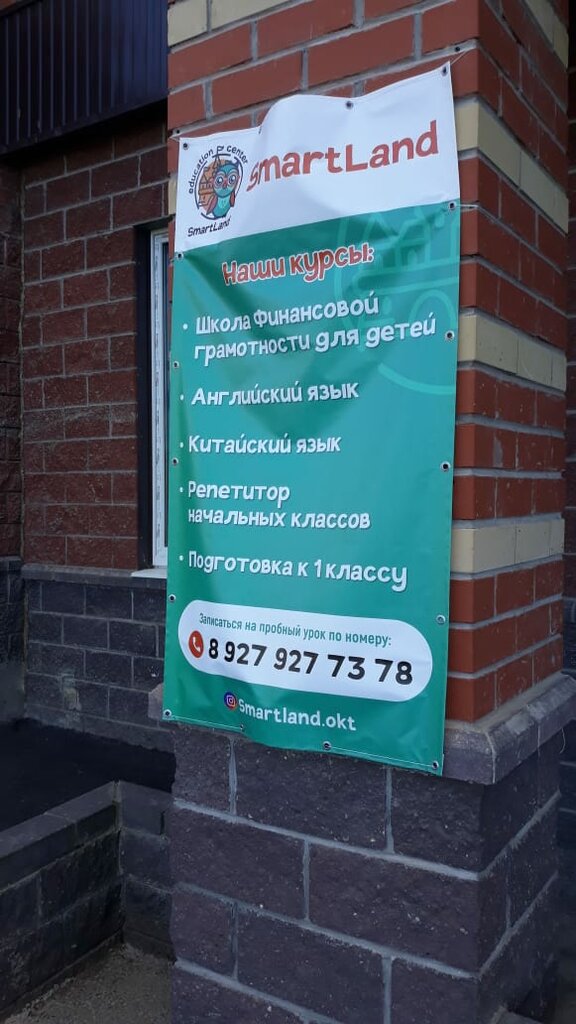 education center
SmartLand
SmartLand
Наши курсы:
• Школа Финансовой
грамотности для детей
• Английский язык
• Китайский язык
• Репетитор
начальных классов
• Подготовка к 1 классу
Записаться на пробный урок по номеру:
8 927 927 73 78
Smartland.okt